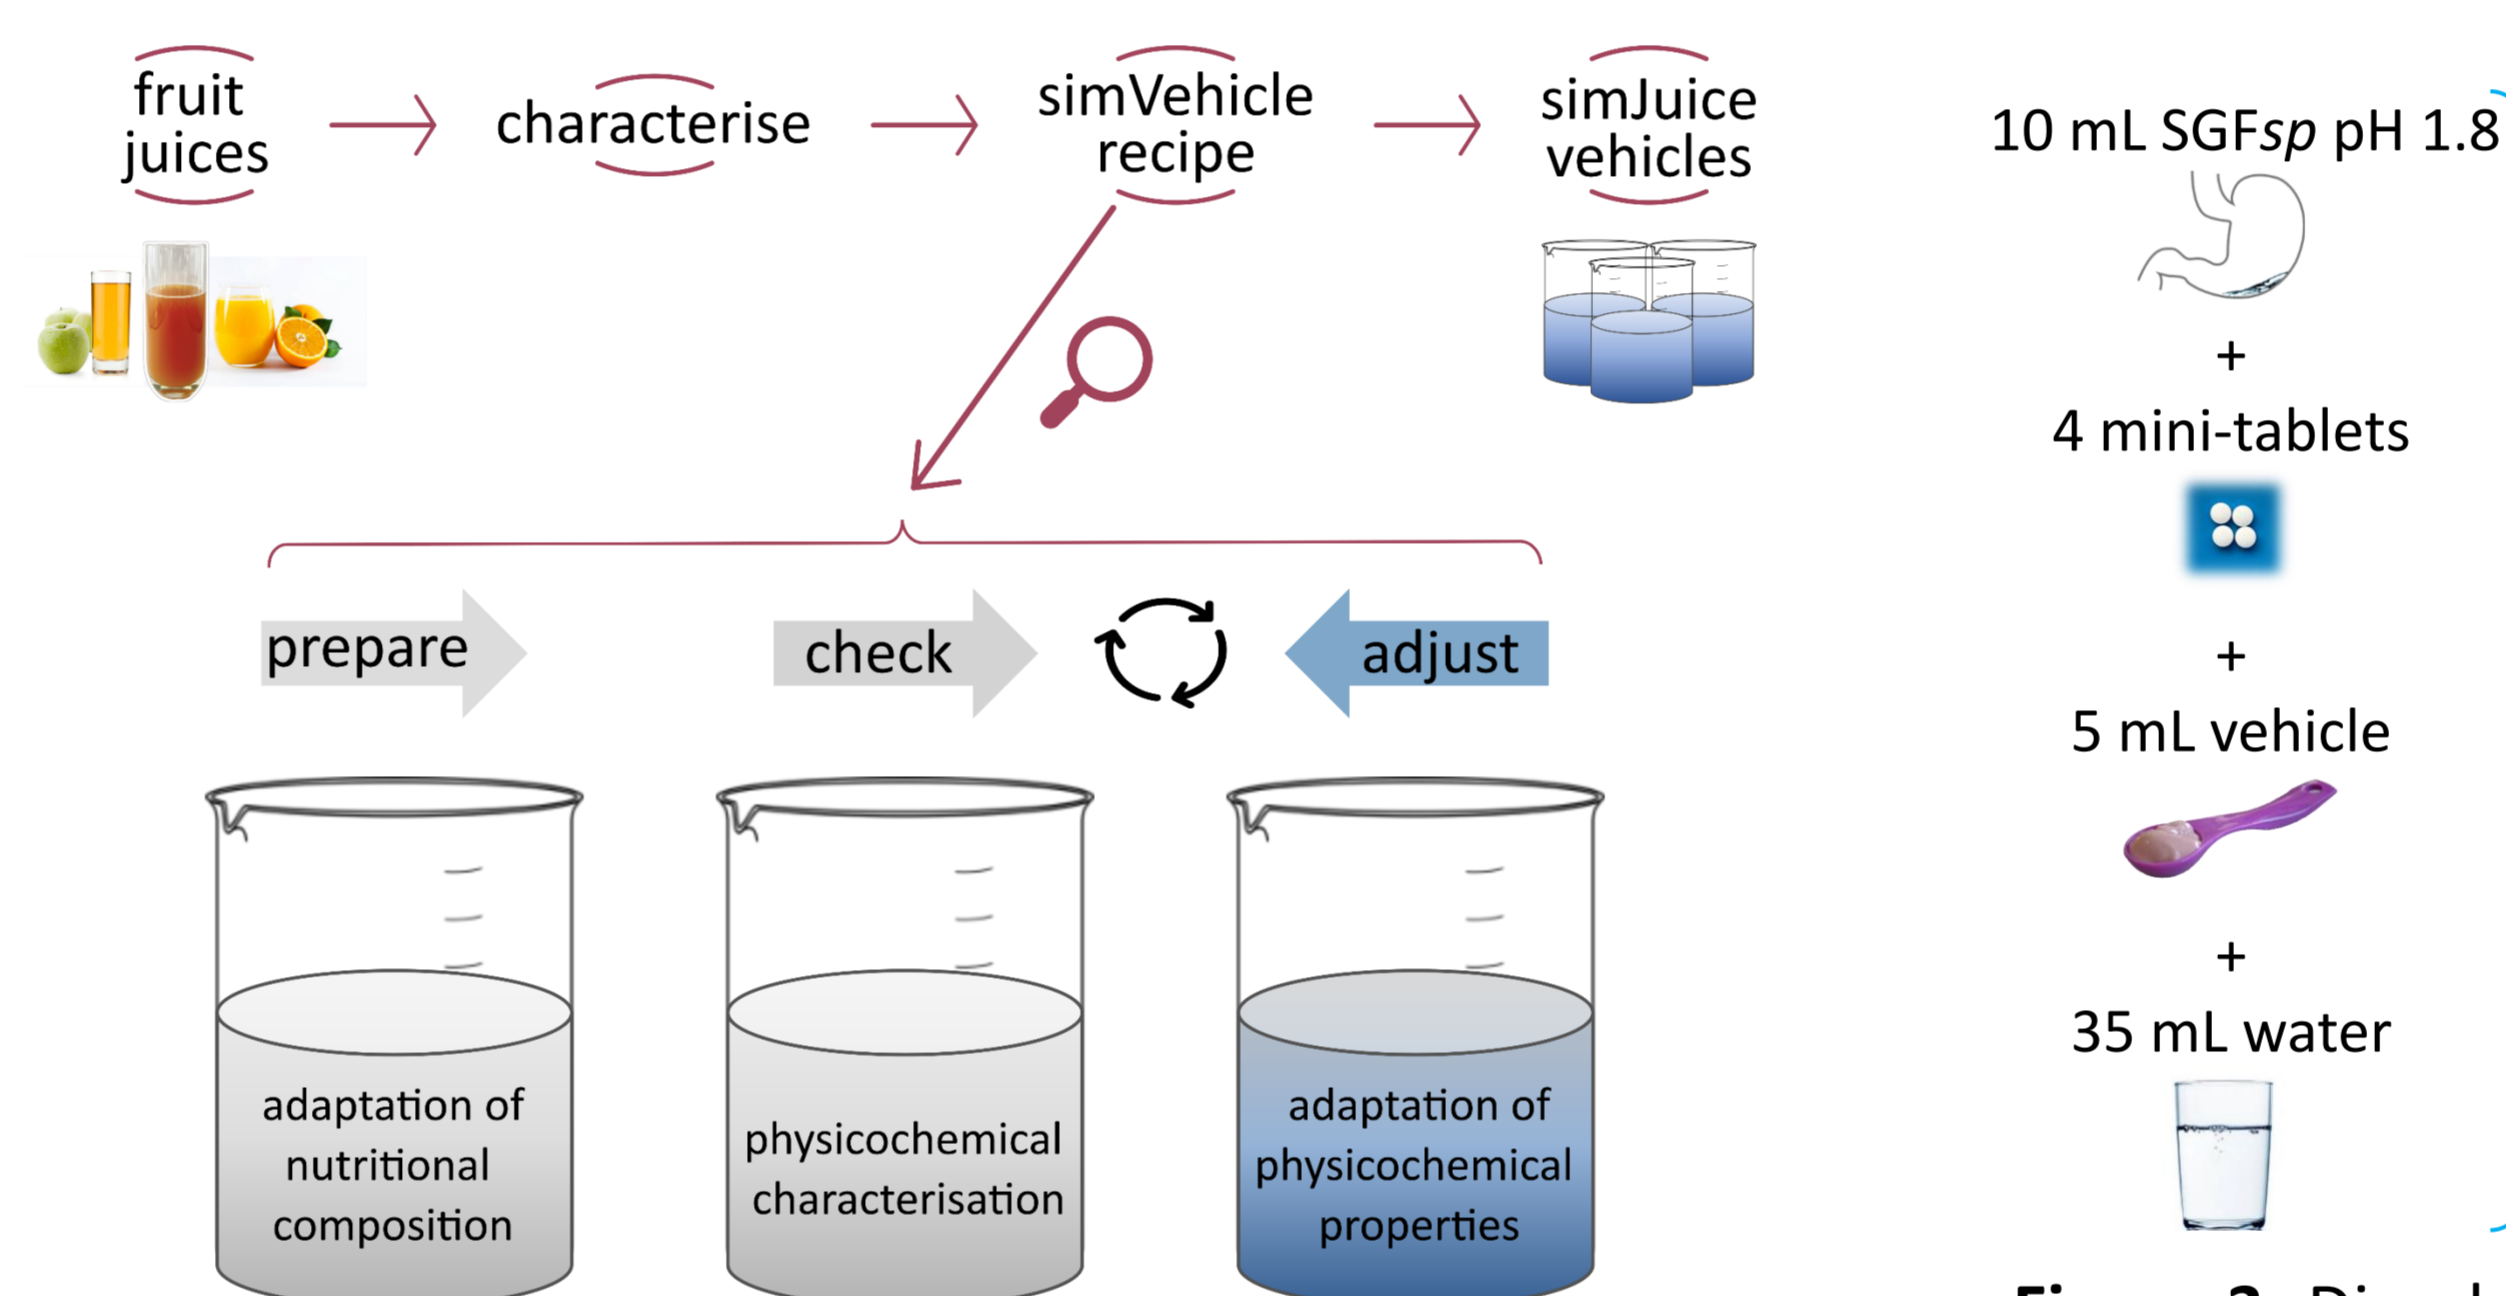 fruit
juices
characterise
simVehicle
recipe
simJuice
vehicles
prepare
check
adjust
adaptation of
nutritional
composition
physicochemical
characterisation
adaptation of
physicochemical
properties
10 mL SGFsp pH 1.8
+
4 mini-tablets
+
5 mL vehicle
+
35 mL water